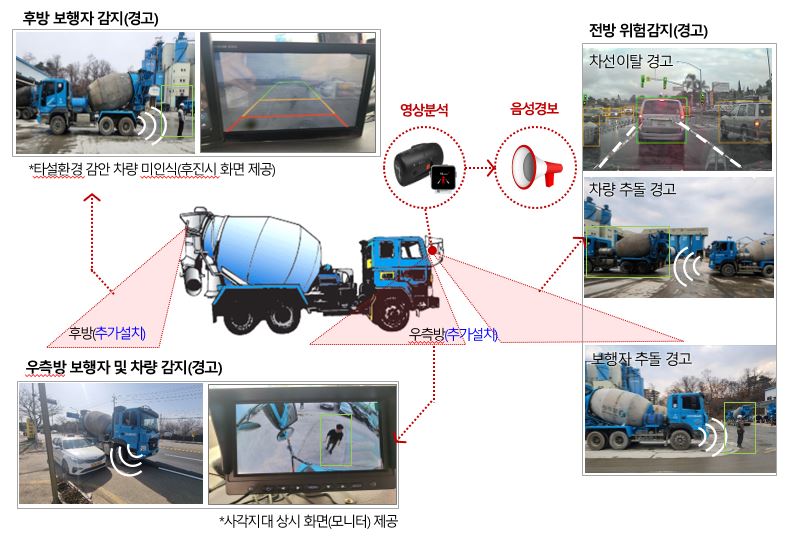 후방 보행자 감지(경고)
*타설환경 감안 차량 미인식(후진시 화면 제공)
영상분석
음성경보
전방 위험감지(경고)
차선이탈 경고
차량 추돌 경고
보행자 추돌 경고
후방(추가설치)
우측방(추가설치)
우측방 보행자 및 차량 감지(경고)
*사각지대 상시 화면(모니터) 제공